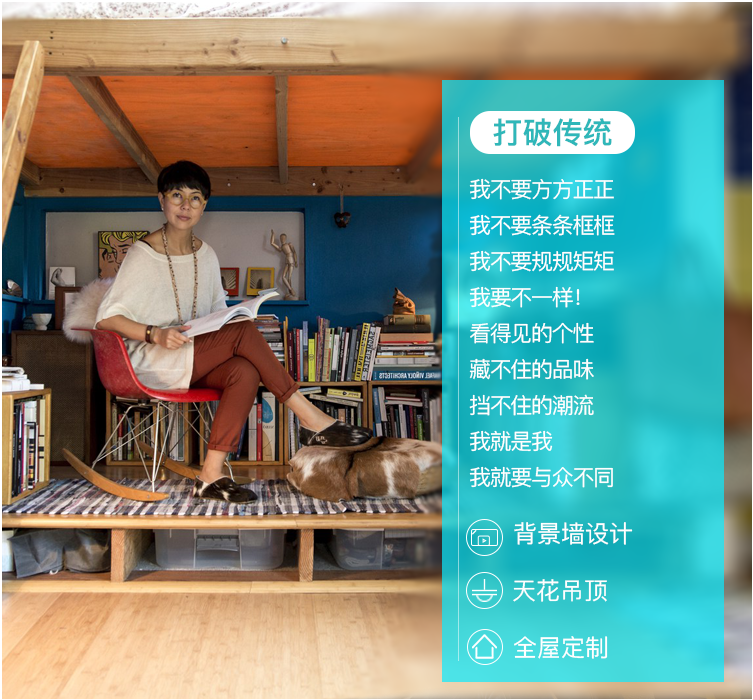 打破传统
我不要方方正正
我不要条条框框
我不要规规矩矩
我要不一样！
看得见的个性
藏不住的品味
挡不住的潮流
我就是我
我就要与众不同
背景墙设计
天花吊顶
全屋定制